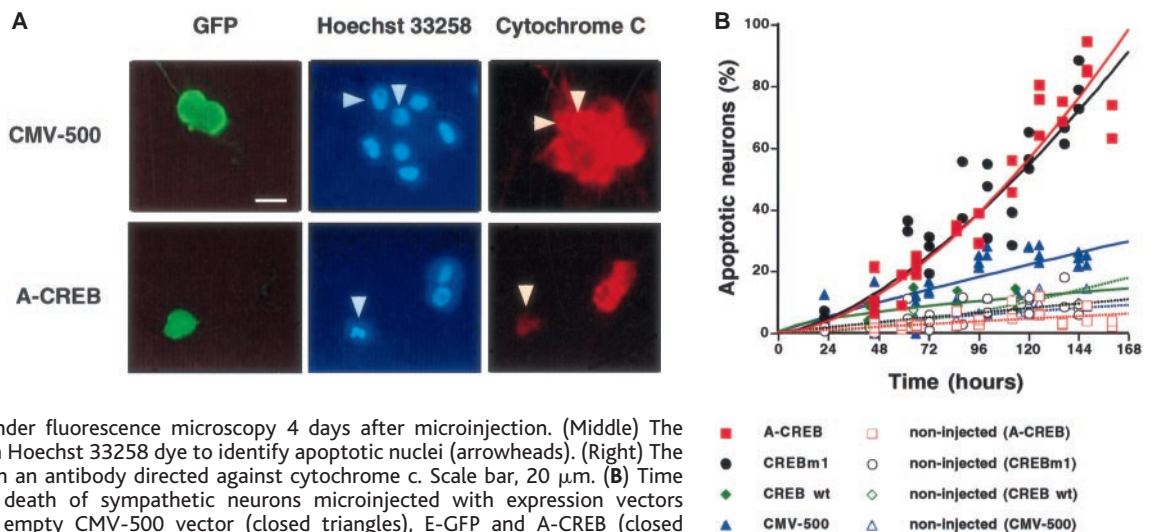 A
GFP
Hoechst 33258
Cytochrome C
CMV-500
A-CREB
B
Apoptotic neurons (%)
100
80
60
40
20
0
0 24 48 72 96 120 144 168
Time (hours)
A-CREB non-injected (A-CREB)
CREBm1 non-injected (CREBm1)
CREB wt non-injected (CREB wt)
CMV-500 non-injected (CMV-500)
nder fluorescence microscopy 4 days after microinjection. (Middle) The
Hoechst 33258 dye to identify apoptotic nuclei (arrowheads). (Right) The
an antibody directed against cytochrome c. Scale bar, 20 μm. (B) Time
death of sympathetic neurons microinjected with expression vectors
empty CMV-500 vector (closed triangles), E-GFP and A-CREB (closed